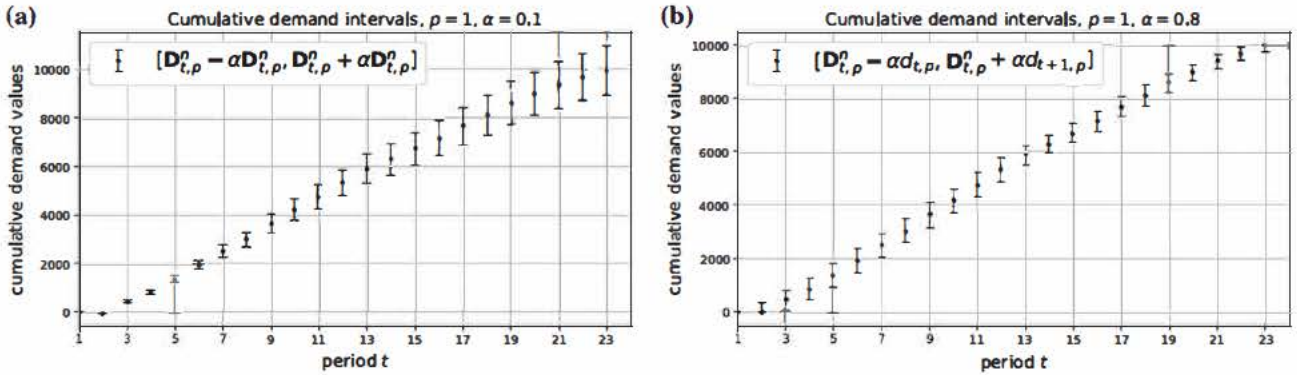 (a)
Cumulative demand intervals, p = 1, α = 0.1
[D^n_{t,p} − αD^n_{t,p}, D^n_{t,p} + αD^n_{t,p}]
cumulative demand values
10000
8000
6000
4000
2000
0
1 3 5 7 9 11 13 15 17 19 21 23
period t
(b)
Cumulative demand intervals, p = 1, α = 0.8
[D^n_{t,p} − αd_{t,p}, D^n_{t,p} + αd_{t+1,p}]
cumulative demand values
10000
8000
6000
4000
2000
0
1 3 5 7 9 11 13 15 17 19 21 23
period t